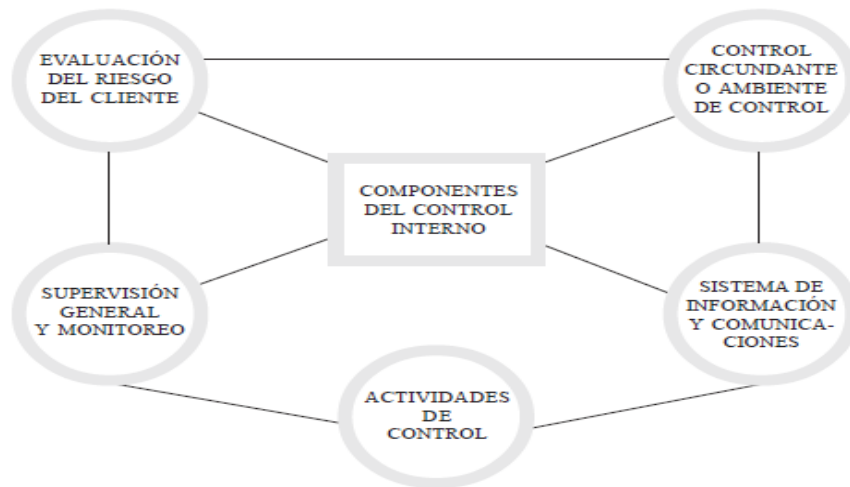 EVALUACIÓN
DEL RIESGO
DEL CLIENTE
CONTROL
CIRCUNDANTE
O AMBIENTE
DE CONTROL
COMPONENTES
DEL CONTROL
INTERNO
SUPERVISIÓN
GENERAL
Y MONITOREO
SISTEMA DE
INFORMACIÓN
Y COMUNICA-
CIONES
ACTIVIDADES
DE
CONTROL